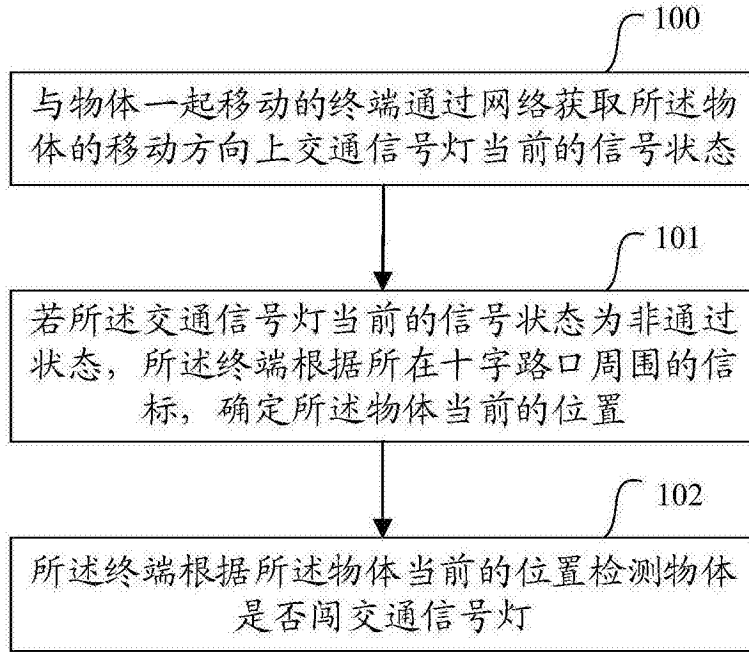 100
与物体一起移动的终端通过网络获取所述物
体的移动方向上交通信号灯当前的信号状态
101
若所述交通信号灯当前的信号状态为非通过
状态，所述终端根据所在十字路口周围的信
标，确定所述物体当前的位置
102
所述终端根据所述物体当前的位置检测物体
是否闯交通信号灯